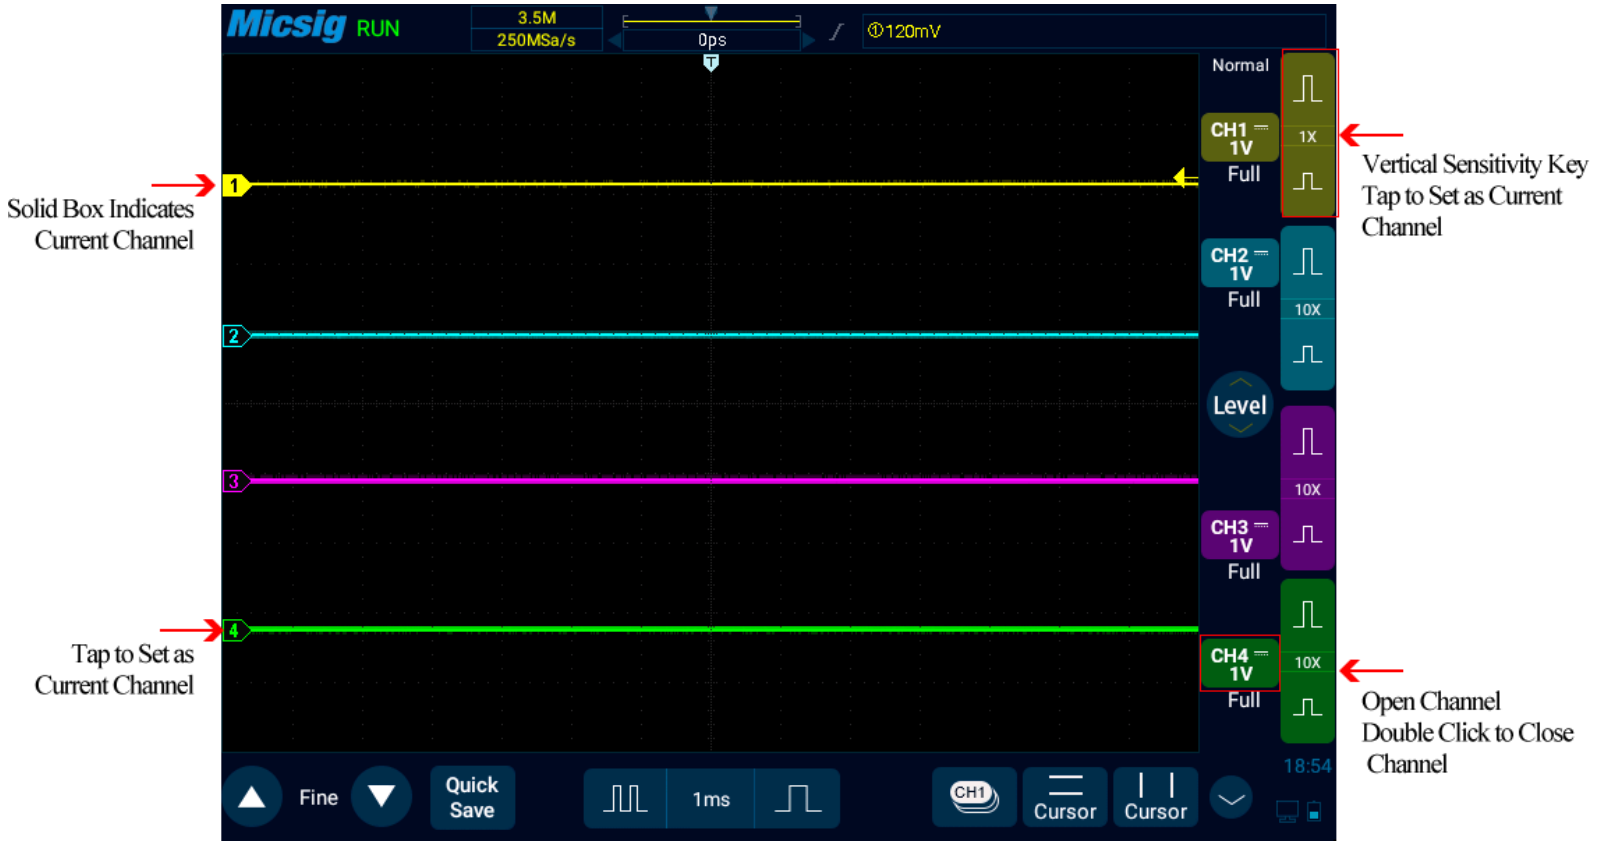 Micsig RUN
3.5M
250MSa/s
0ps
①120mV
T
Normal
CH1
1V
Full
1X
Vertical Sensitivity Key
Tap to Set as Current
Channel
1
Solid Box Indicates
Current Channel
CH2
1V
Full
10X
2
Level
3
10X
CH3
1V
Full
4
Tap to Set as
Current Channel
CH4
1V
Full
10X
Open Channel
Double Click to Close
Channel
18:54
Fine
Quick
Save
1ms
CH1
Cursor
Cursor